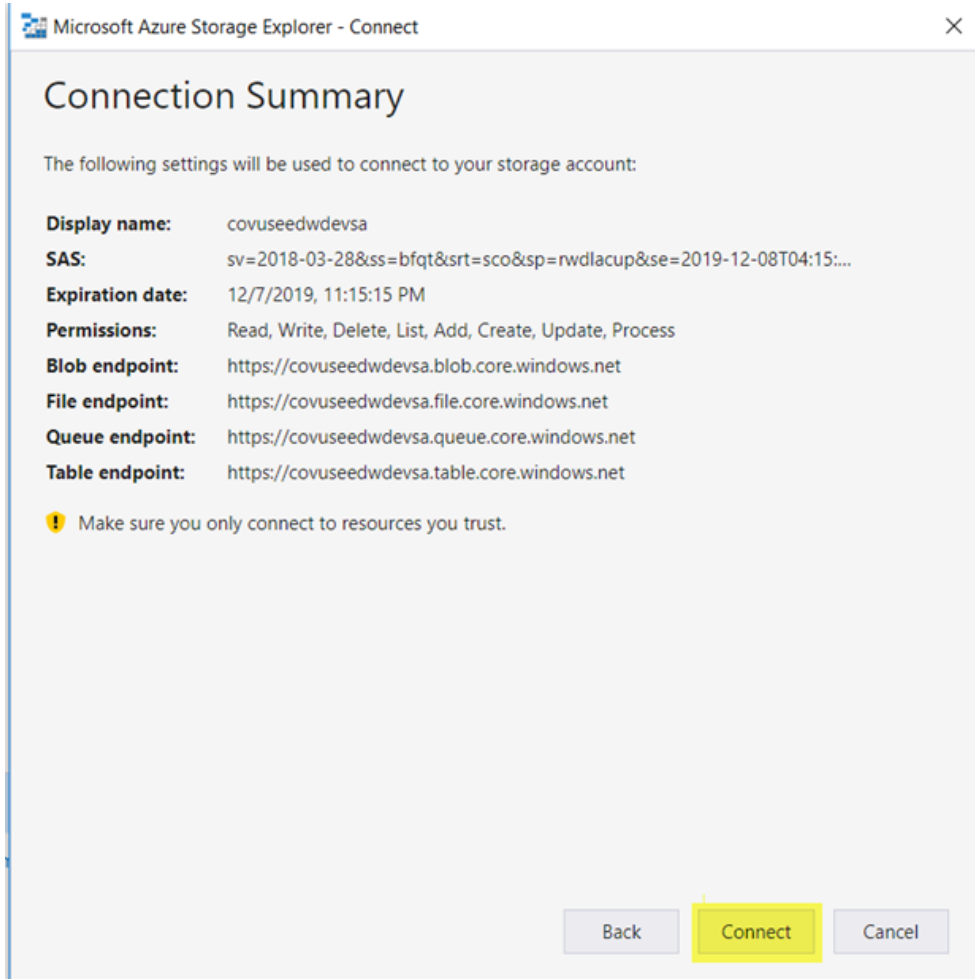 Microsoft Azure Storage Explorer - Connect
Connection Summary
The following settings will be used to connect to your storage account:
Display name: covuseedwdevsa
SAS: sv=2018-03-28&ss=bfqt&srt=sco&sp=rwdlacup&se=2019-12-08T04:15:...
Expiration date: 12/7/2019, 11:15:15 PM
Permissions: Read, Write, Delete, List, Add, Create, Update, Process
Blob endpoint: https://covuseedwdevsa.blob.core.windows.net
File endpoint: https://covuseedwdevsa.file.core.windows.net
Queue endpoint: https://covuseedwdevsa.queue.core.windows.net
Table endpoint: https://covuseedwdevsa.table.core.windows.net
Make sure you only connect to resources you trust.
Back Connect Cancel